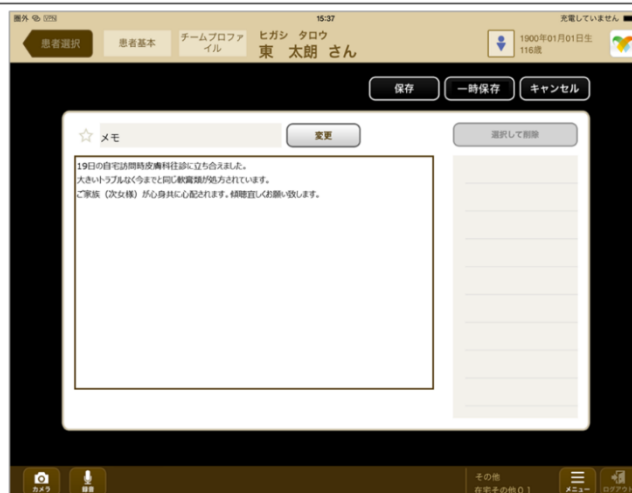 圏外
15:37
充電していません
患者選択
患者基本
チームプロファイル
ヒガシ タロウ
東 太朗 さん
1900年01月01日生
116歳
保存
一時保存
キャンセル
メモ
変更
選択して削除
19日の自宅訪問時皮膚科往診に立ち合えました。
大きいトラブルなく今までと同じ軟膏類が処方されています。
ご家族(次女様)が心身共に心配されます。傾聴宜しくお願い致します。
カメラ
録音
その他
在宅その他01
メニュー
ログアウト